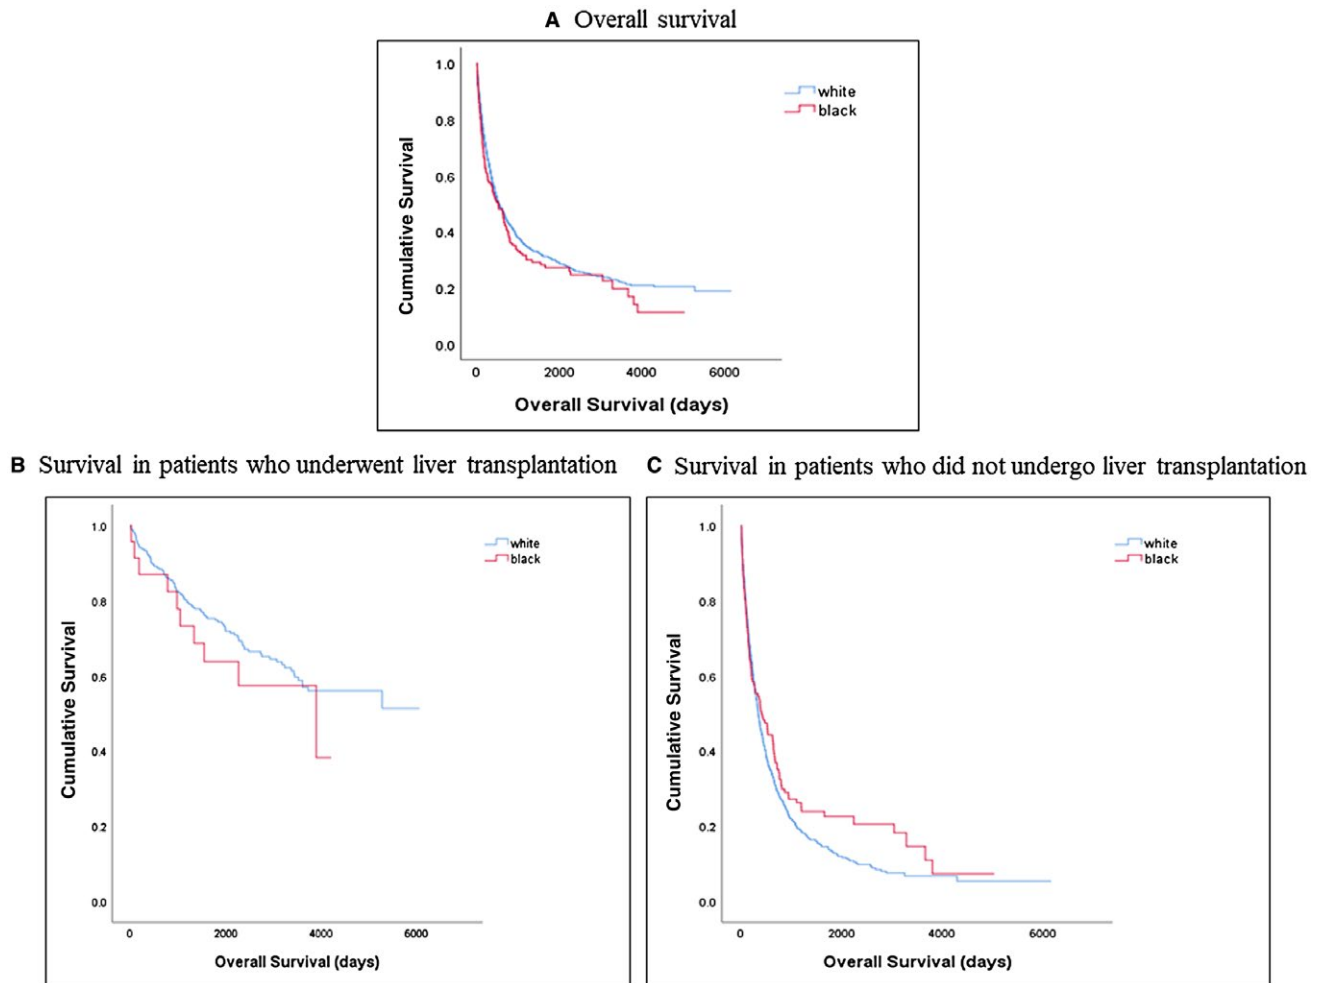 A Overall survival
white
black
Cumulative Survival
1.0
0.8
0.6
0.4
0.2
0.0
0 2000 4000 6000
Overall Survival (days)
B Survival in patients who underwent liver transplantation
white
black
Cumulative Survival
1.0
0.8
0.6
0.4
0.2
0.0
0 2000 4000 6000
Overall Survival (days)
C Survival in patients who did not undergo liver transplantation
white
black
Cumulative Survival
1.0
0.8
0.6
0.4
0.2
0.0
0 2000 4000 6000
Overall Survival (days)